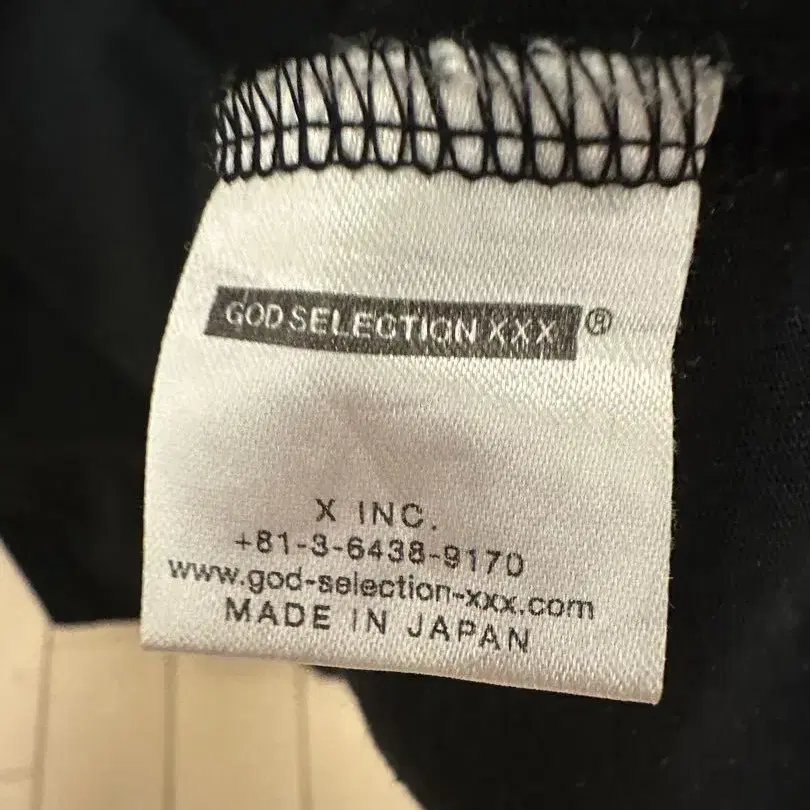 GOD SELECTION XXX ®
X INC.
+81-3-6438-9170
www.god-selection-xxx.com
MADE IN JAPAN